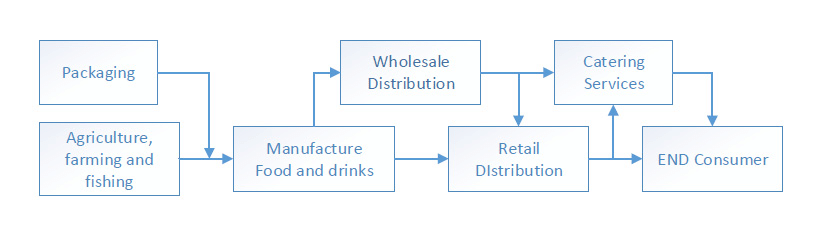 Packaging
Wholesale
Distribution
Catering
Services
Agriculture,
farming and
fishing
Manufacture
Food and drinks
Retail
DIstribution
END Consumer